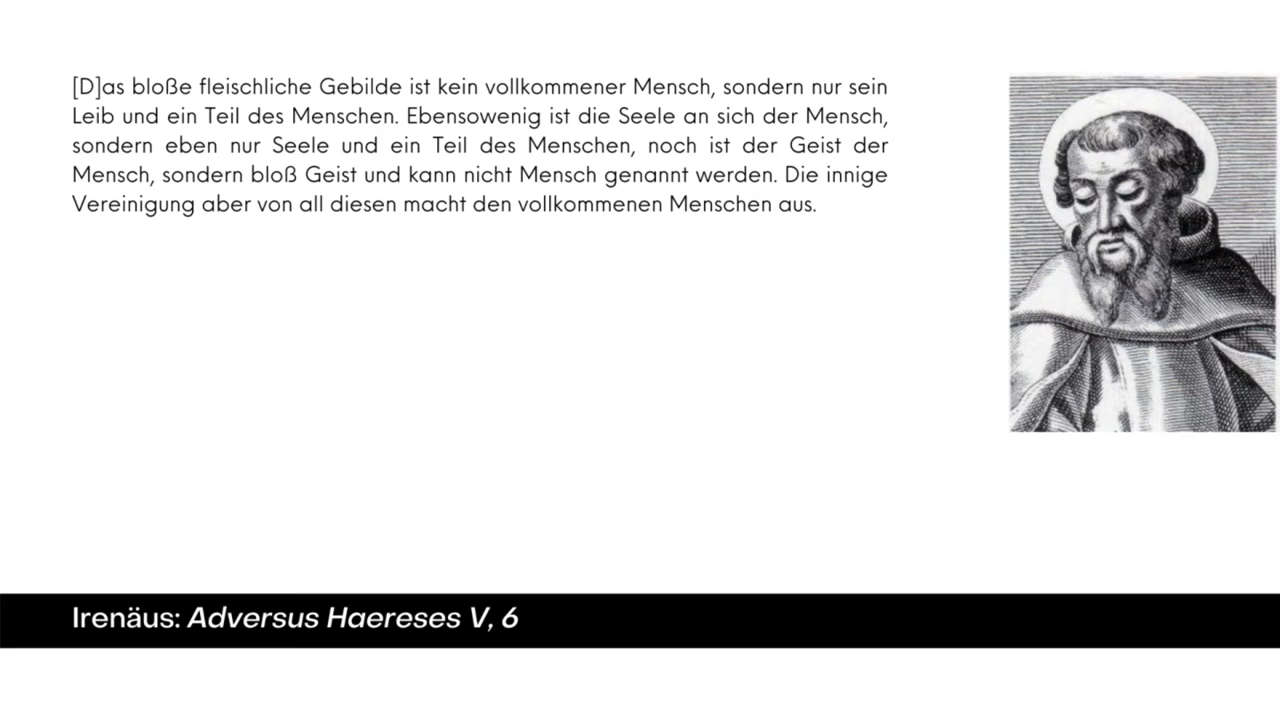 [D]as bloße fleischliche Gebilde ist kein vollkommener Mensch, sondern nur sein
Leib und ein Teil des Menschen. Ebensowenig ist die Seele an sich der Mensch,
sondern eben nur Seele und ein Teil des Menschen, noch ist der Geist der
Mensch, sondern bloß Geist und kann nicht Mensch genannt werden. Die innige
Vereinigung aber von all diesen macht den vollkommenen Menschen aus.
Irenäus: Adversus Haereses V, 6